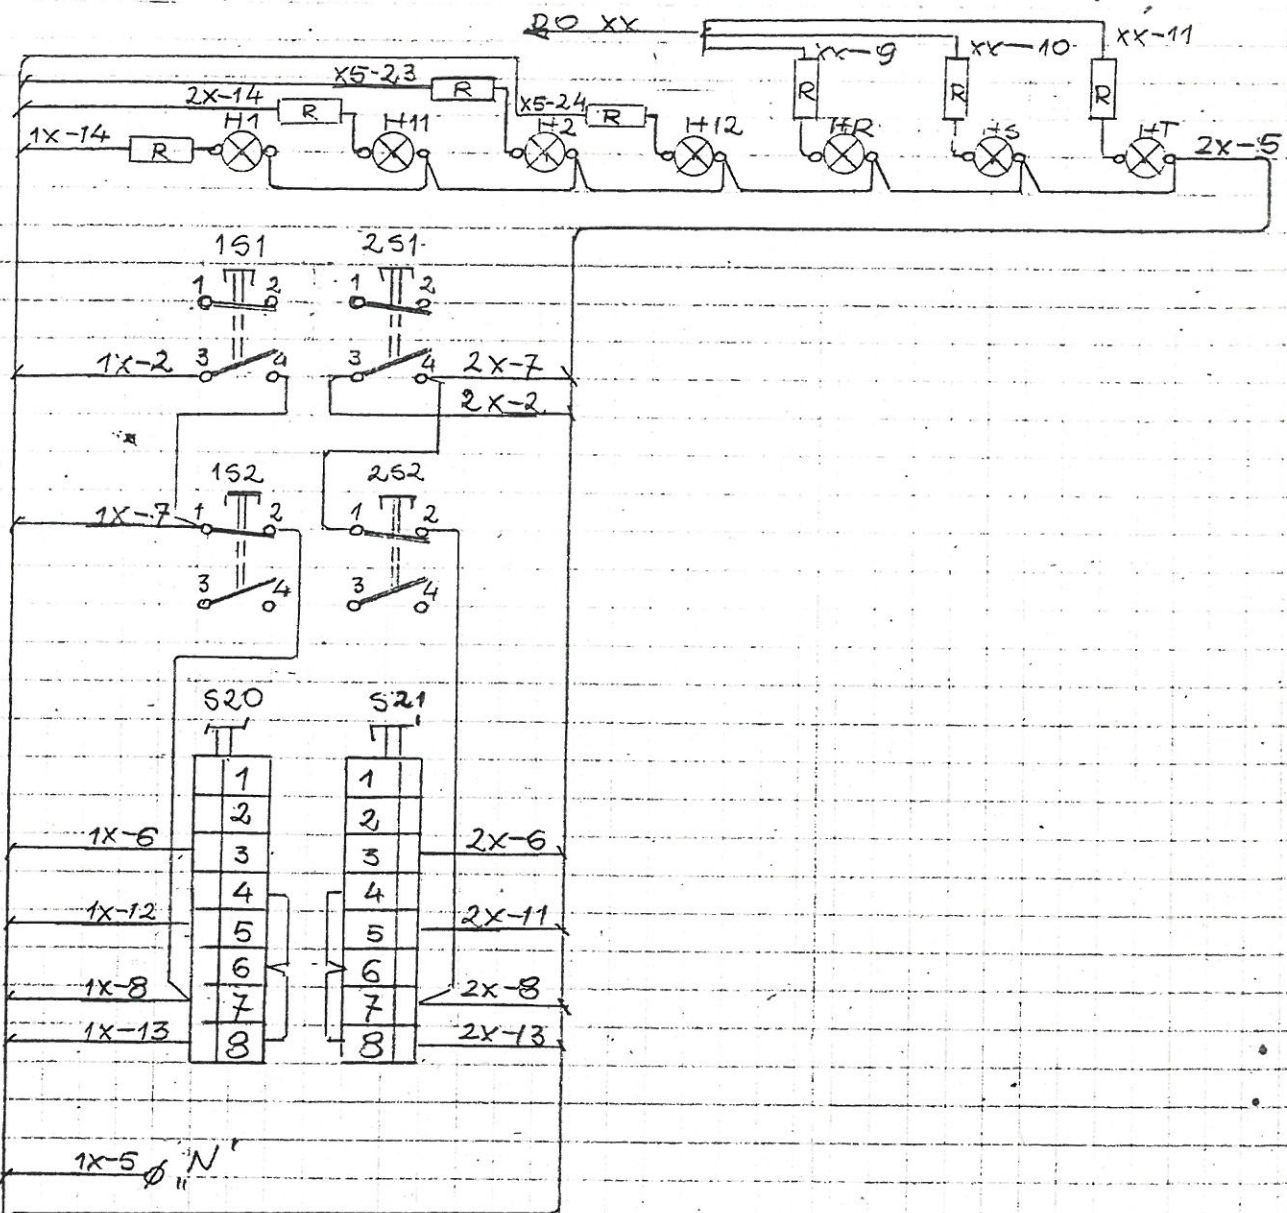 DO XX
XX-9
XX-10
XX-11
X5-23
R
2X-14
R
X5-24
R
R
R
R
1X-14
R
H1
H11
H2
H12
HR
HS
HT
2X-5
1S1
2S1
1 2
1 2
1X-2
3 4
3 4
2X-7
2X-2
1S2
2S2
1X-7
1 2
1 2
3 4
3 4
S20
S21
1
1
2
2
1X-6
3
3
2X-6
4
4
1X-12
5
5
2X-11
6
6
1X-8
7
7
2X-8
1X-13
8
8
2X-13
1X-5
„N"